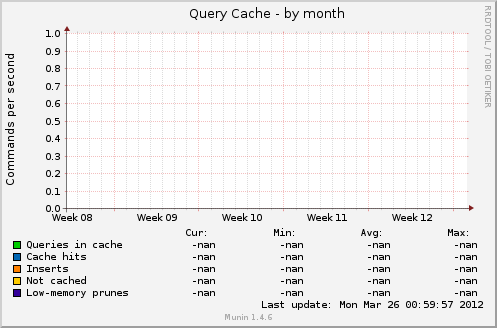 Query Cache - by month
RRDTOOL / TOBI OETIKER
Commands per second
1.0
0.9
0.8
0.7
0.6
0.5
0.4
0.3
0.2
0.1
0.0
Week 08 Week 09 Week 10 Week 11 Week 12
Cur: Min: Avg: Max:
Queries in cache -nan -nan -nan -nan
Cache hits -nan -nan -nan -nan
Inserts -nan -nan -nan -nan
Not cached -nan -nan -nan -nan
Low-memory prunes -nan -nan -nan -nan
Last update: Mon Mar 26 00:59:57 2012
Munin 1.4.6